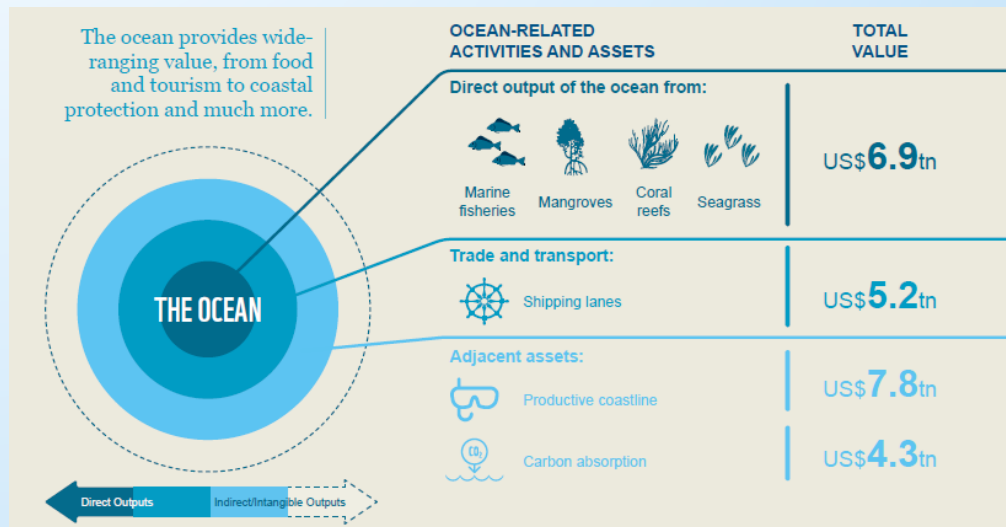 The ocean provides wide-
ranging value, from food
and tourism to coastal
protection and much more.
THE OCEAN
Direct Outputs
Indirect/Intangible Outputs
OCEAN-RELATED
ACTIVITIES AND ASSETS
TOTAL
VALUE
Direct output of the ocean from:
Marine
fisheries
Mangroves
Coral
reefs
Seagrass
US$6.9tn
Trade and transport:
Shipping lanes
US$5.2tn
Adjacent assets:
Productive coastline
US$7.8tn
CO₂
Carbon absorption
US$4.3tn